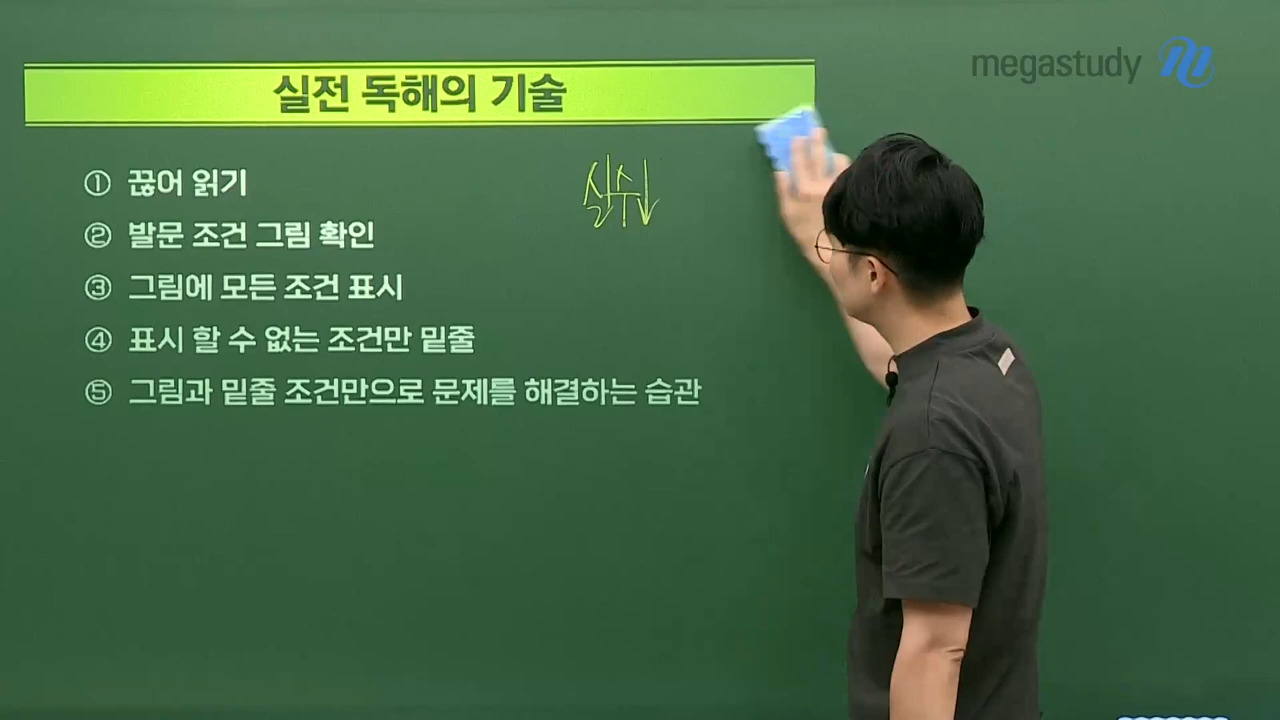 megastudy
실전 독해의 기술
① 끊어 읽기
② 발문 조건 그림 확인
③ 그림에 모든 조건 표시
④ 표시 할 수 없는 조건만 밑줄
⑤ 그림과 밑줄 조건만으로 문제를 해결하는 습관